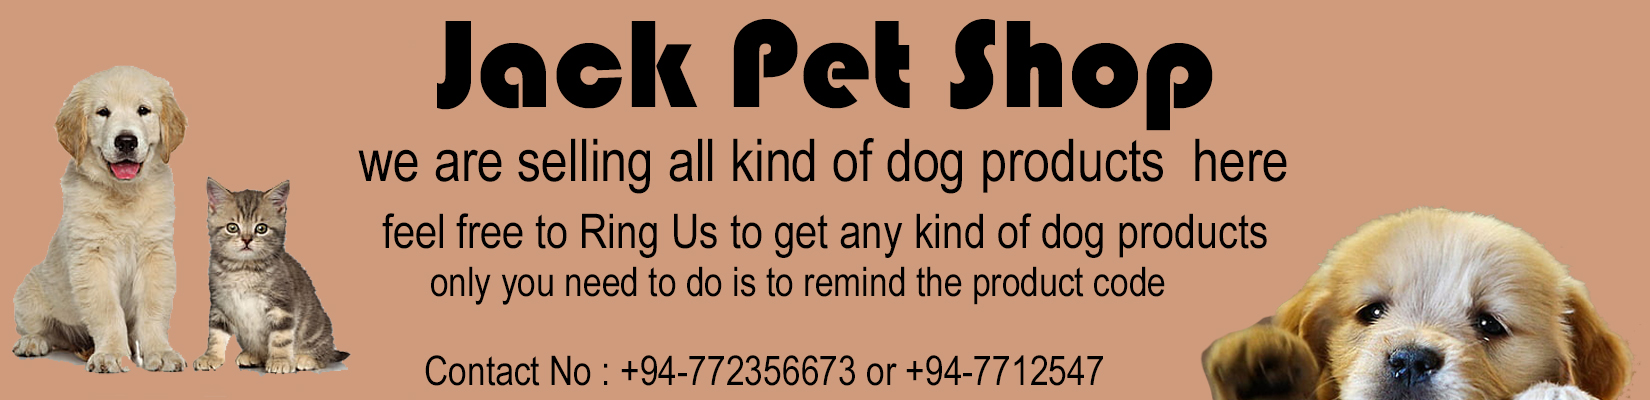 Jack Pet Shop
we are selling all kind of dog products here
feel free to Ring Us to get any kind of dog products
only you need to do is to remind the product code
Contact No : +94-772356673 or +94-7712547